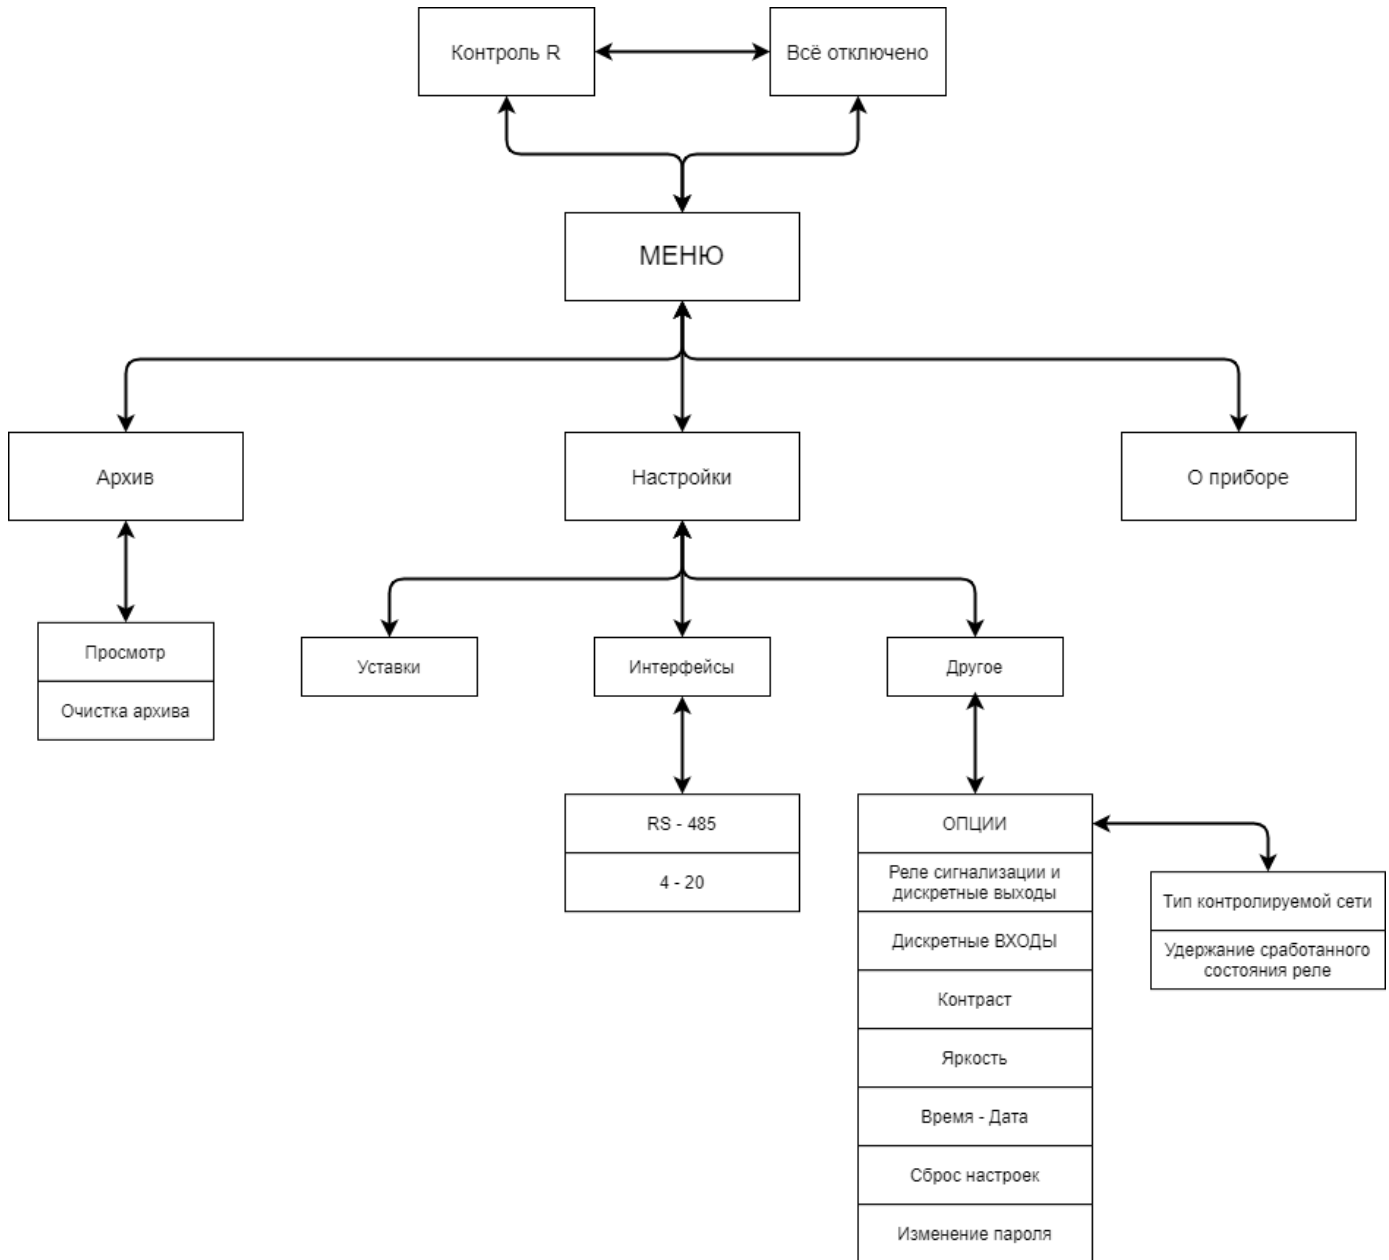 Контроль R
Всё отключено
МЕНЮ
Архив
Настройки
О приборе
Просмотр
Очистка архива
Уставки
Интерфейсы
Другое
RS - 485
4 - 20
ОПЦИИ
Реле сигнализации и
дискретные выходы
Дискретные ВХОДЫ
Контраст
Яркость
Время - Дата
Сброс настроек
Изменение пароля
Тип контролируемой сети
Удержание сработанного
состояния реле